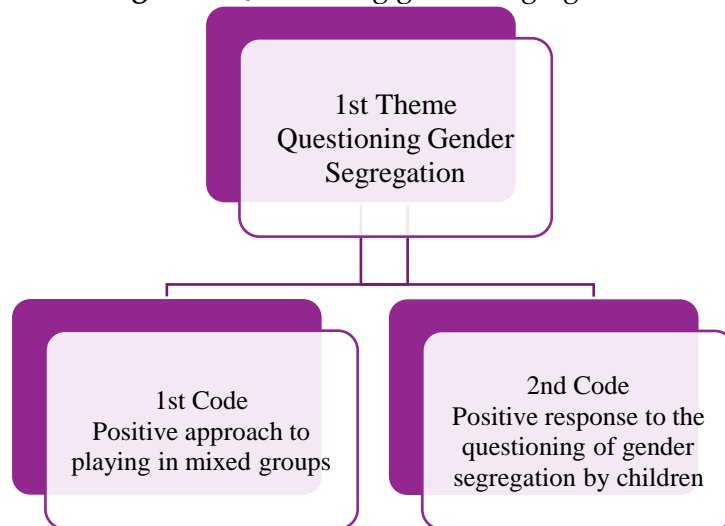 1st Theme
Questioning Gender
Segregation
1st Code
Positive approach to
playing in mixed groups
2nd Code
Positive response to the
questioning of gender
segregation by children